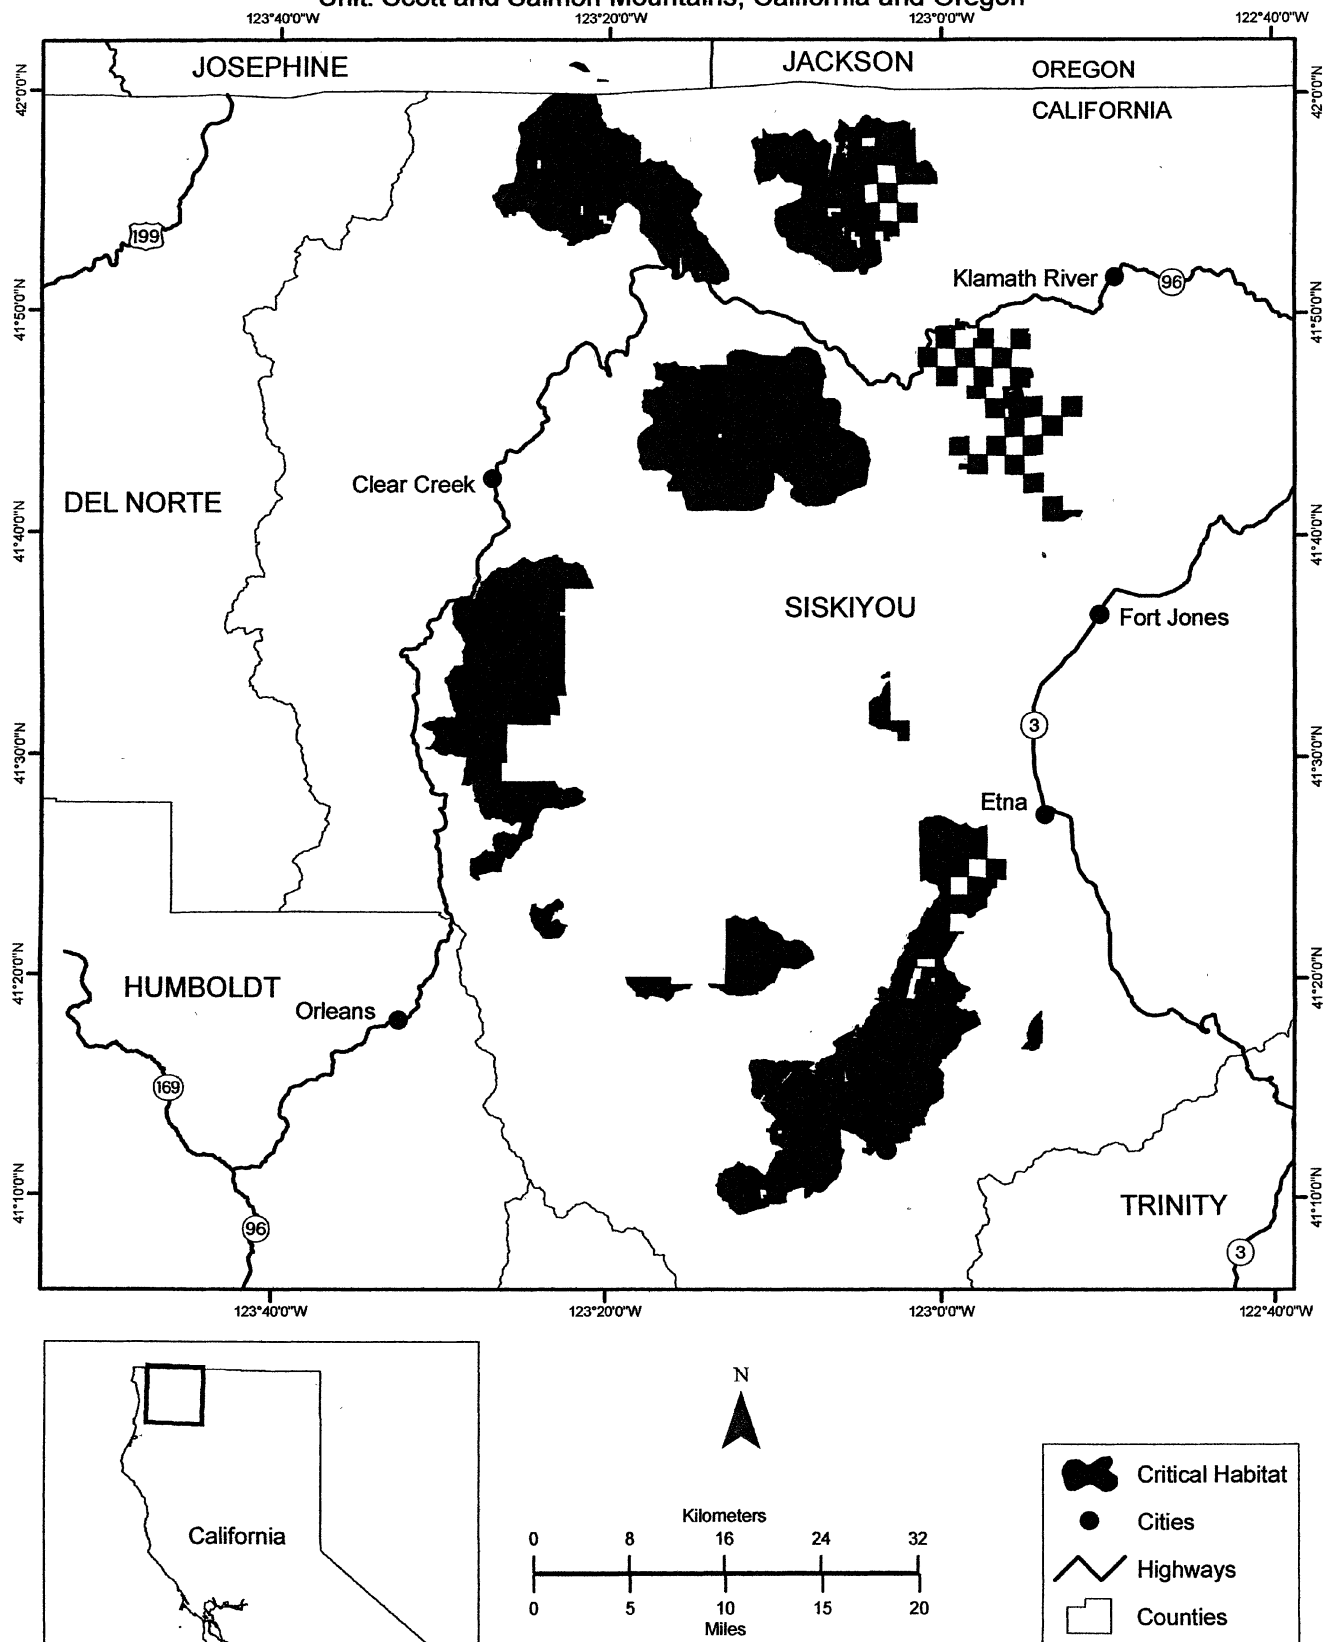 Unit: Scott and Salmon Mountains, California and Oregon
123°40'0"W 123°20'0"W 123°0'0"W 122°40'0"W
JOSEPHINE JACKSON OREGON
CALIFORNIA
42°0'0"N 42°0'0"N
199
Klamath River 96
41°50'0"N 41°50'0"N
Clear Creek
DEL NORTE
41°40'0"N 41°40'0"N
SISKIYOU Fort Jones
3
41°30'0"N 41°30'0"N
Etna
41°20'0"N 41°20'0"N
HUMBOLDT
Orleans
169
41°10'0"N 41°10'0"N
TRINITY
96 3
123°40'0"W 123°20'0"W 123°0'0"W 122°40'0"W
N
California
Kilometers
0 8 16 24 32
0 5 10 15 20
Miles
Critical Habitat
Cities
Highways
Counties